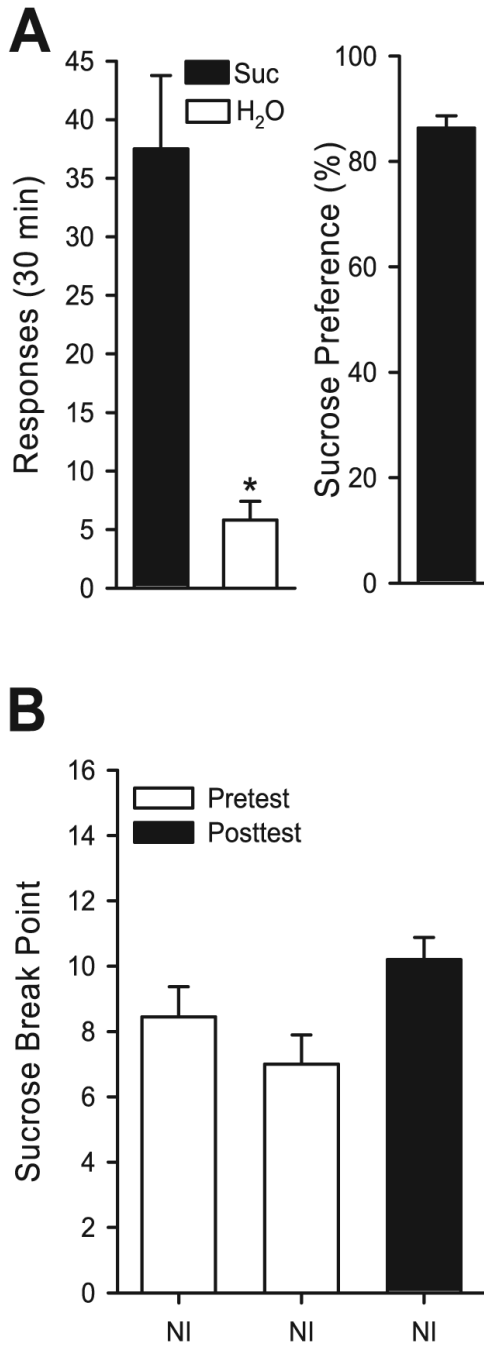 A
Responses (30 min)
45
40
35
30
25
20
15
10
5
0
Suc
H₂O
*
Sucrose Preference (%)
100
80
60
40
20
0
B
Sucrose Break Point
16
14
12
10
8
6
4
2
0
Pretest
Posttest
NI NI NI